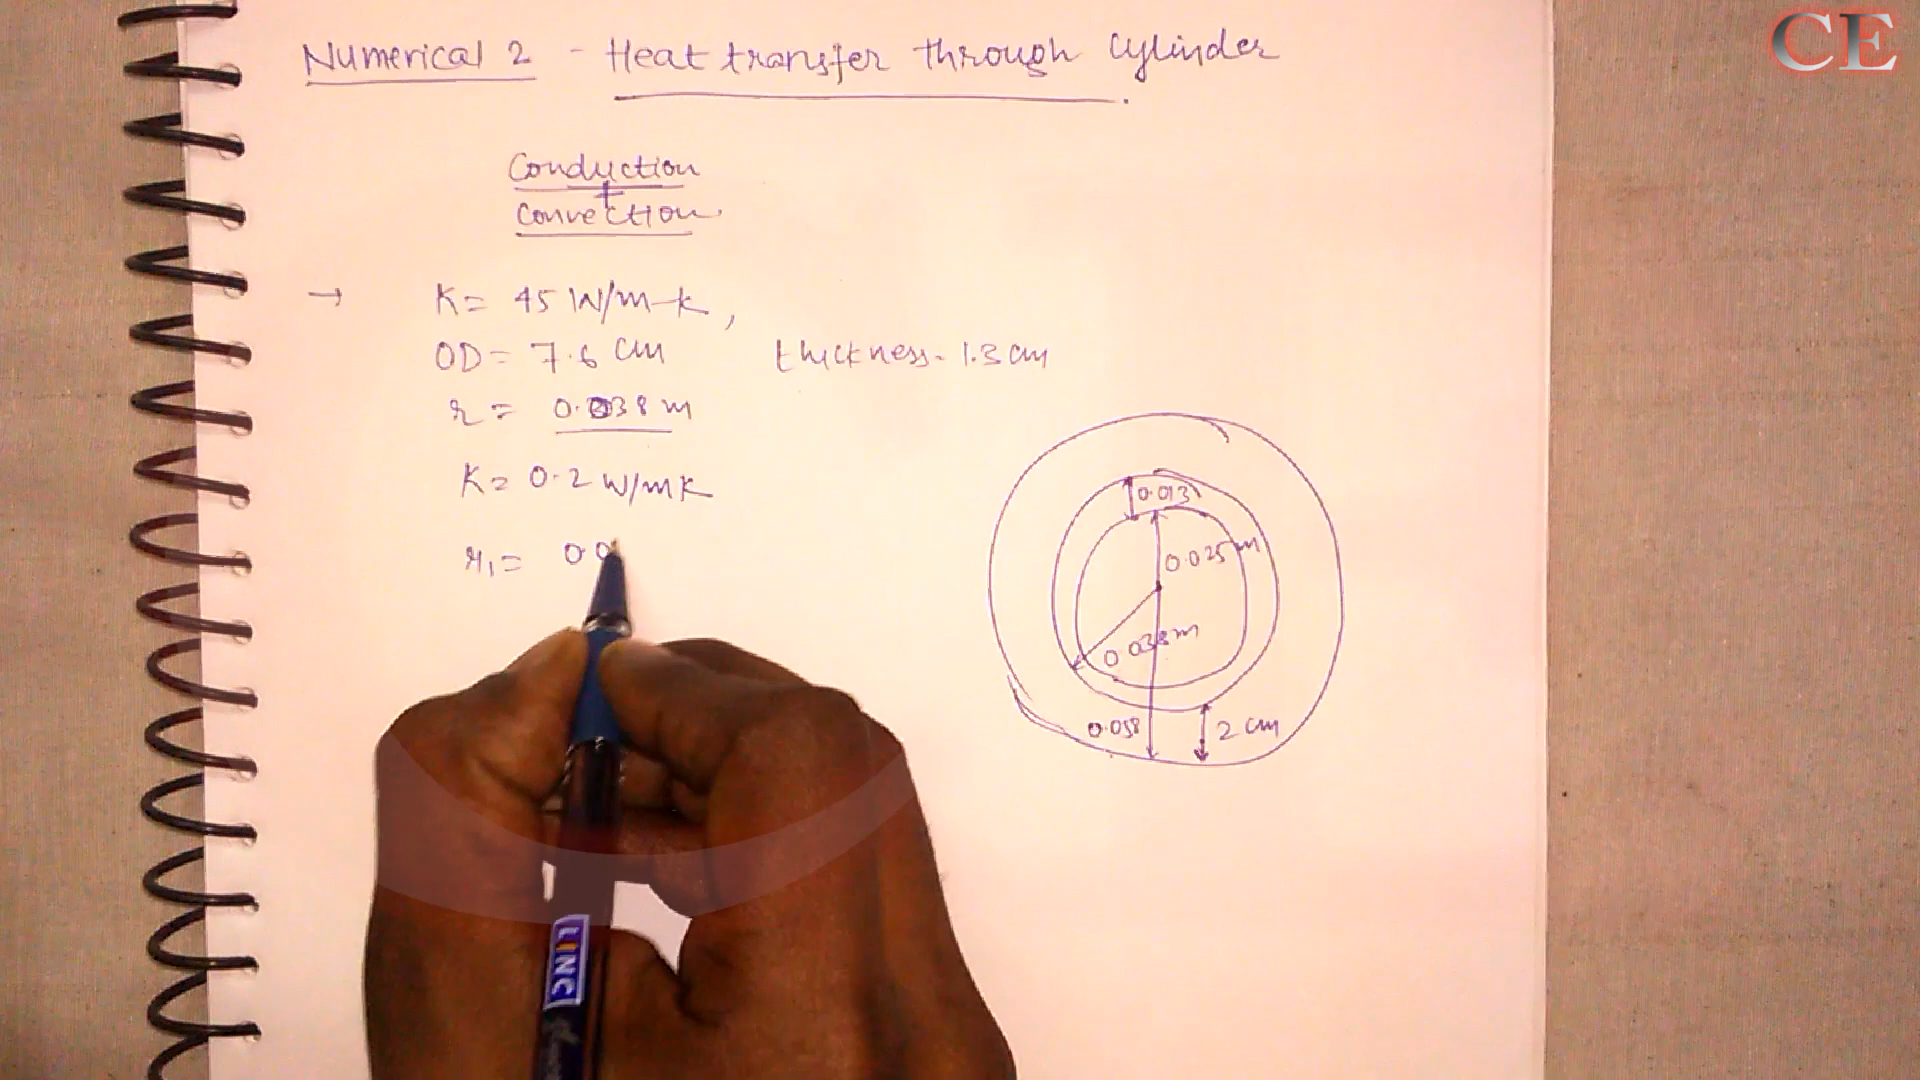 CE
Numerical 2 - Heat transfer through cylinder
Conduction
+
Convection
→ K = 45 W/m-k,
OD = 7.6 cm thickness - 1.3 cm
r = 0.038 m
K = 0.2 W/mK
r1 = 0.0
0.013
0.025 m
0.038 m
0.058
2 cm
LINC